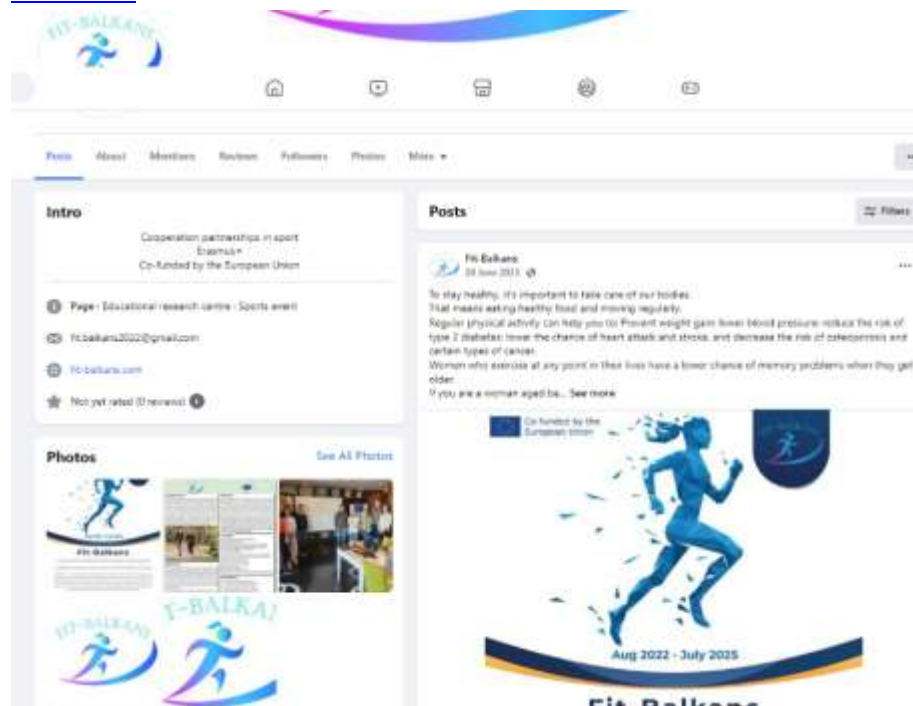 FIT-BALKANS
Posts About Mentions Reviews Followers Photos More
Intro
Cooperation partnerships in sport
Erasmus+
Co-funded by the European Union
Page · Educational research centre · Sports event
fit.balkans2022@gmail.com
fit-balkans.com
Not yet rated (0 reviews)
Photos
See All Photos
Fit-Balkans
FIT-BALKANS
T-BALKA
Posts
Filters
Fit-Balkans
June 2023
To stay healthy, it's important to take care of our bodies.
That means eating healthy food and moving regularly.
Regular physical activity can help you to: Prevent weight gain lower blood pressure reduce the risk of
type 2 diabetes; lower the chance of heart attack and stroke, and decrease the risk of osteoporosis and
certain types of cancer.
Women who exercise at any point in their lives have a lower chance of memory problems when they get
older.
If you are a woman aged be... See more
Co-funded by the
European Union
Aug 2022 - July 2025
Fit-Balkans